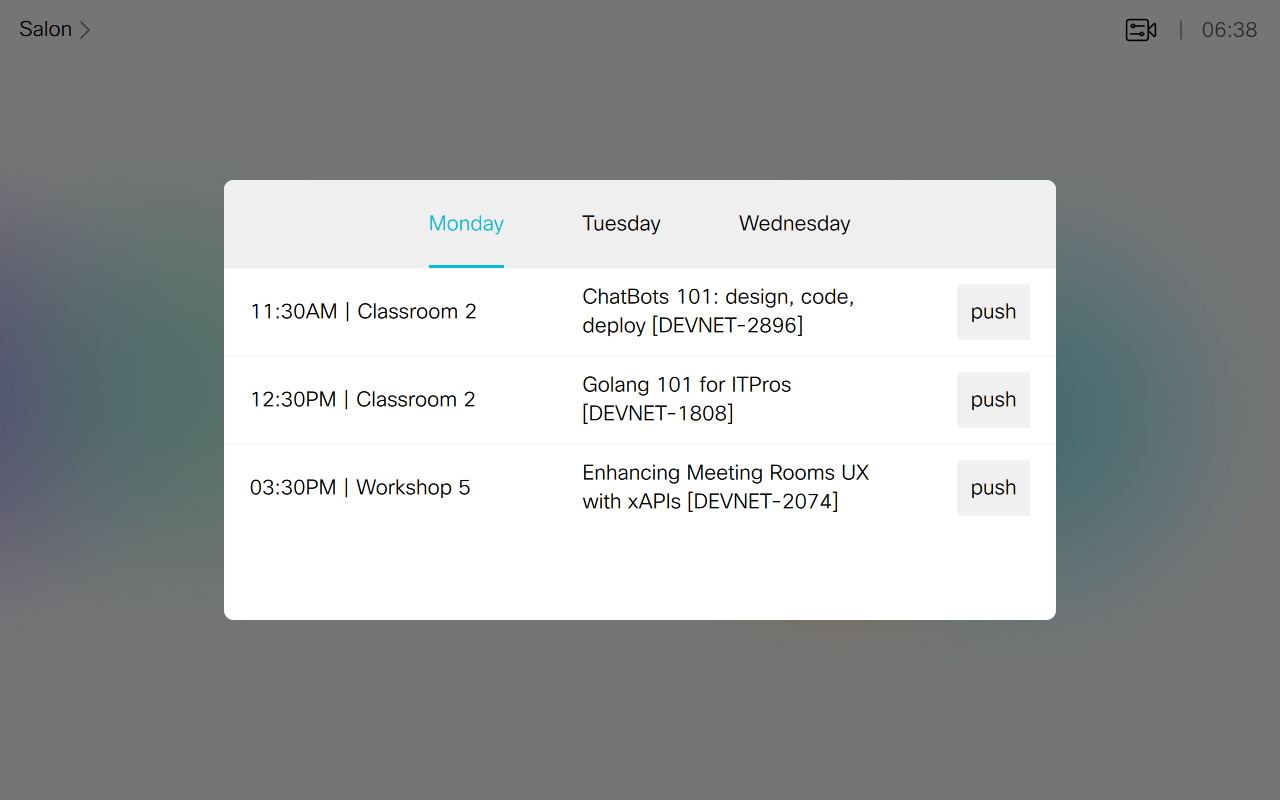 Salon
| 06:38
Monday Tuesday Wednesday
11:30AM | Classroom 2
ChatBots 101: design, code,
deploy [DEVNET-2896]
push
12:30PM | Classroom 2
Golang 101 for ITPros
[DEVNET-1808]
push
03:30PM | Workshop 5
Enhancing Meeting Rooms UX
with xAPIs [DEVNET-2074]
push